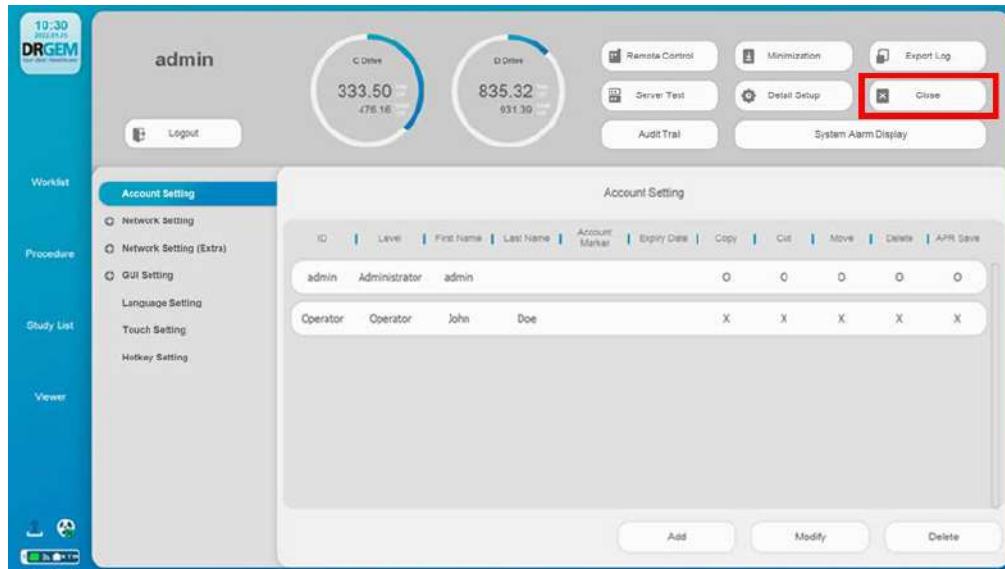 10:30
2022.01.25
DRGEM
admin
Logout
C Drive
333.50
476.16
D Drive
835.32
931.39
Remote Control
Minimization
Export Log
Server Test
Detail Setup
Close
Audit Trail
System Alarm Display
Worklist
Procedure
Study List
Viewer
Account Setting
Network Setting
Network Setting (Extra)
GUI Setting
Language Setting
Touch Setting
Hotkey Setting
Account Setting
ID Level First Name Last Name Account Marker Expiry Date Copy Cut Move Delete APR Save
admin Administrator admin O O O O O
Operator Operator John Doe X X X X X
Add Modify Delete